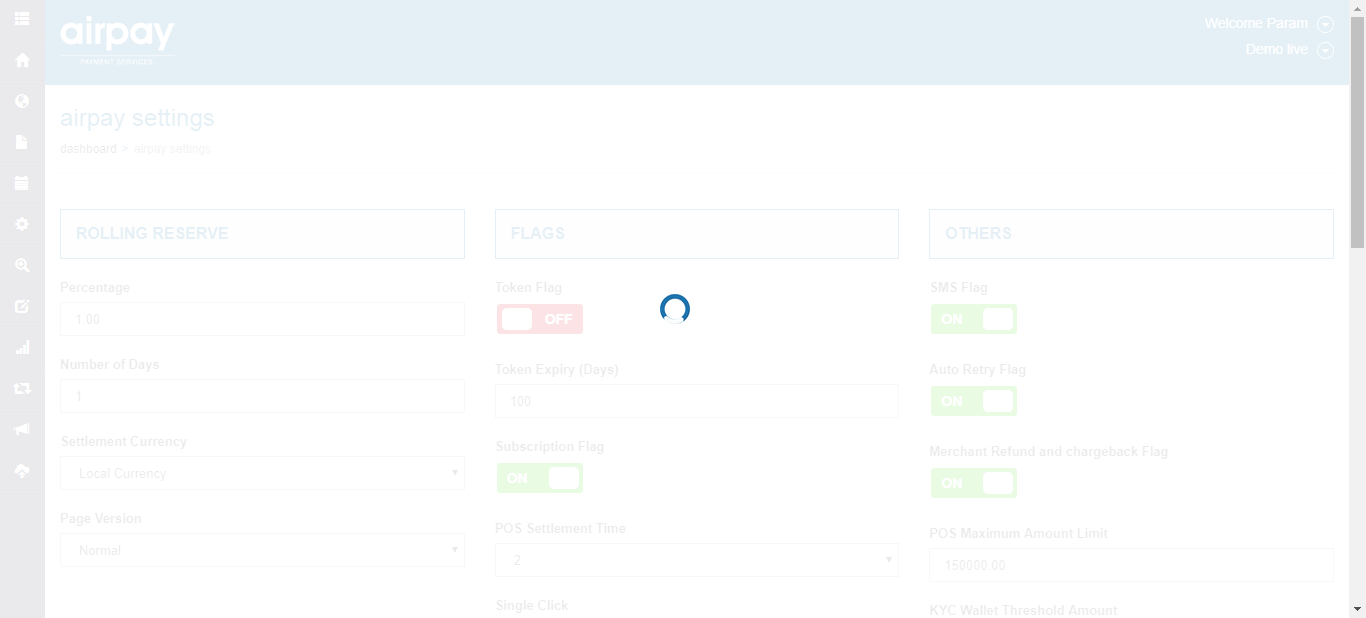 airpay
PAYMENT SERVICES
Welcome Param
Demo live
airpay settings
dashboard > airpay settings
ROLLING RESERVE
Percentage
1.00
Number of Days
1
Settlement Currency
Local Currency
Page Version
Normal
FLAGS
Token Flag
OFF
Token Expiry (Days)
100
Subscription Flag
ON
POS Settlement Time
2
Single Click
OTHERS
SMS Flag
ON
Auto Retry Flag
ON
Merchant Refund and chargeback Flag
ON
POS Maximum Amount Limit
150000.00
KYC Wallet Threshold Amount